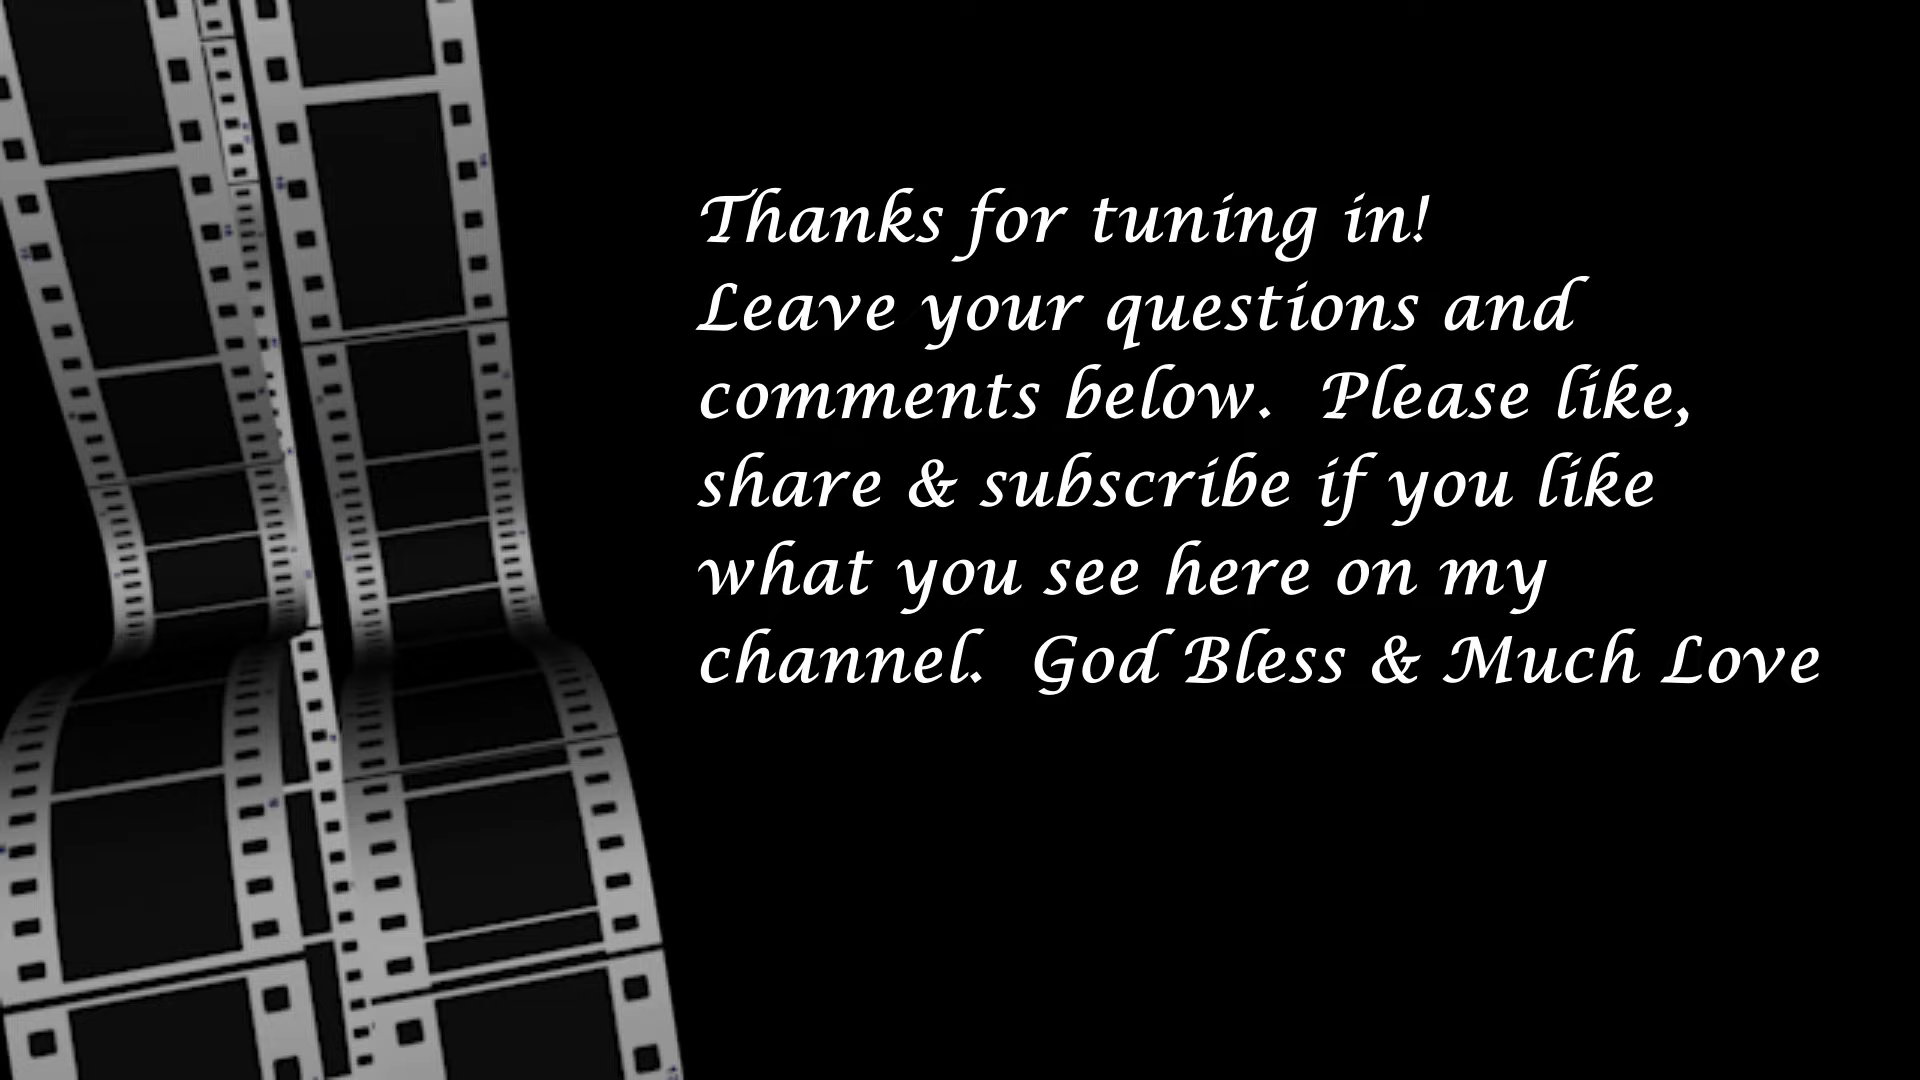 Thanks for tuning in!
Leave your questions and
comments below.  Please like,
share & subscribe if you like
what you see here on my
channel.  God Bless & Much Love